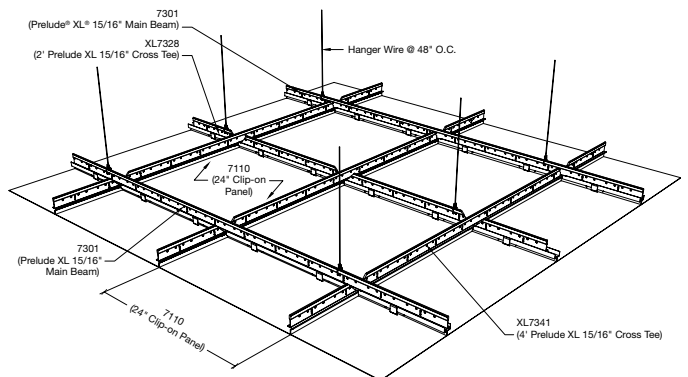 7301
(Prelude® XL® 15/16" Main Beam)
XL7328
(2' Prelude XL 15/16" Cross Tee)
Hanger Wire @ 48" O.C.
7110
(24" Clip-on
Panel)
7301
(Prelude XL 15/16"
Main Beam)
7110
(24" Clip-on Panel)
XL7341
(4' Prelude XL 15/16" Cross Tee)